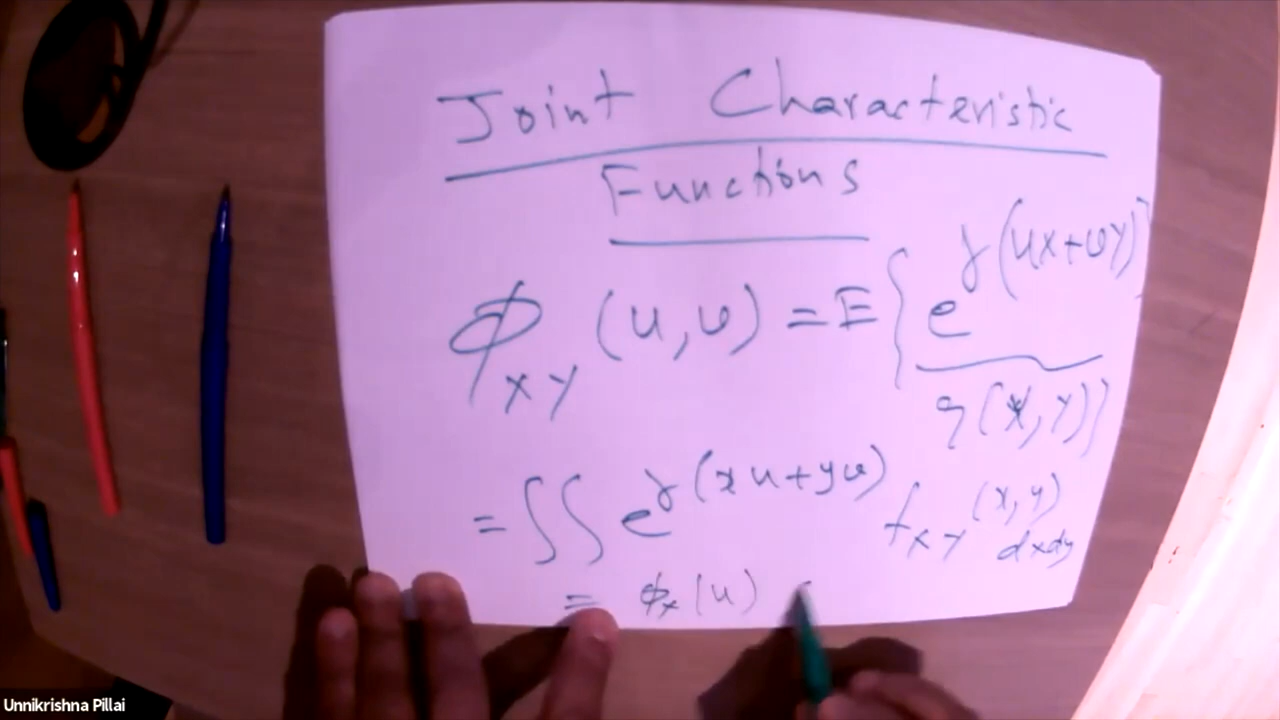 Joint Characteristic
Functions
ϕ_XY (u,ω) = E{ e^j(uX+ωY)
g(X,Y)}
= ∫∫ e^j(xu+yω) f_XY (x,y) dxdy
= ϕ_X (u)
Unnikrishna Pillai